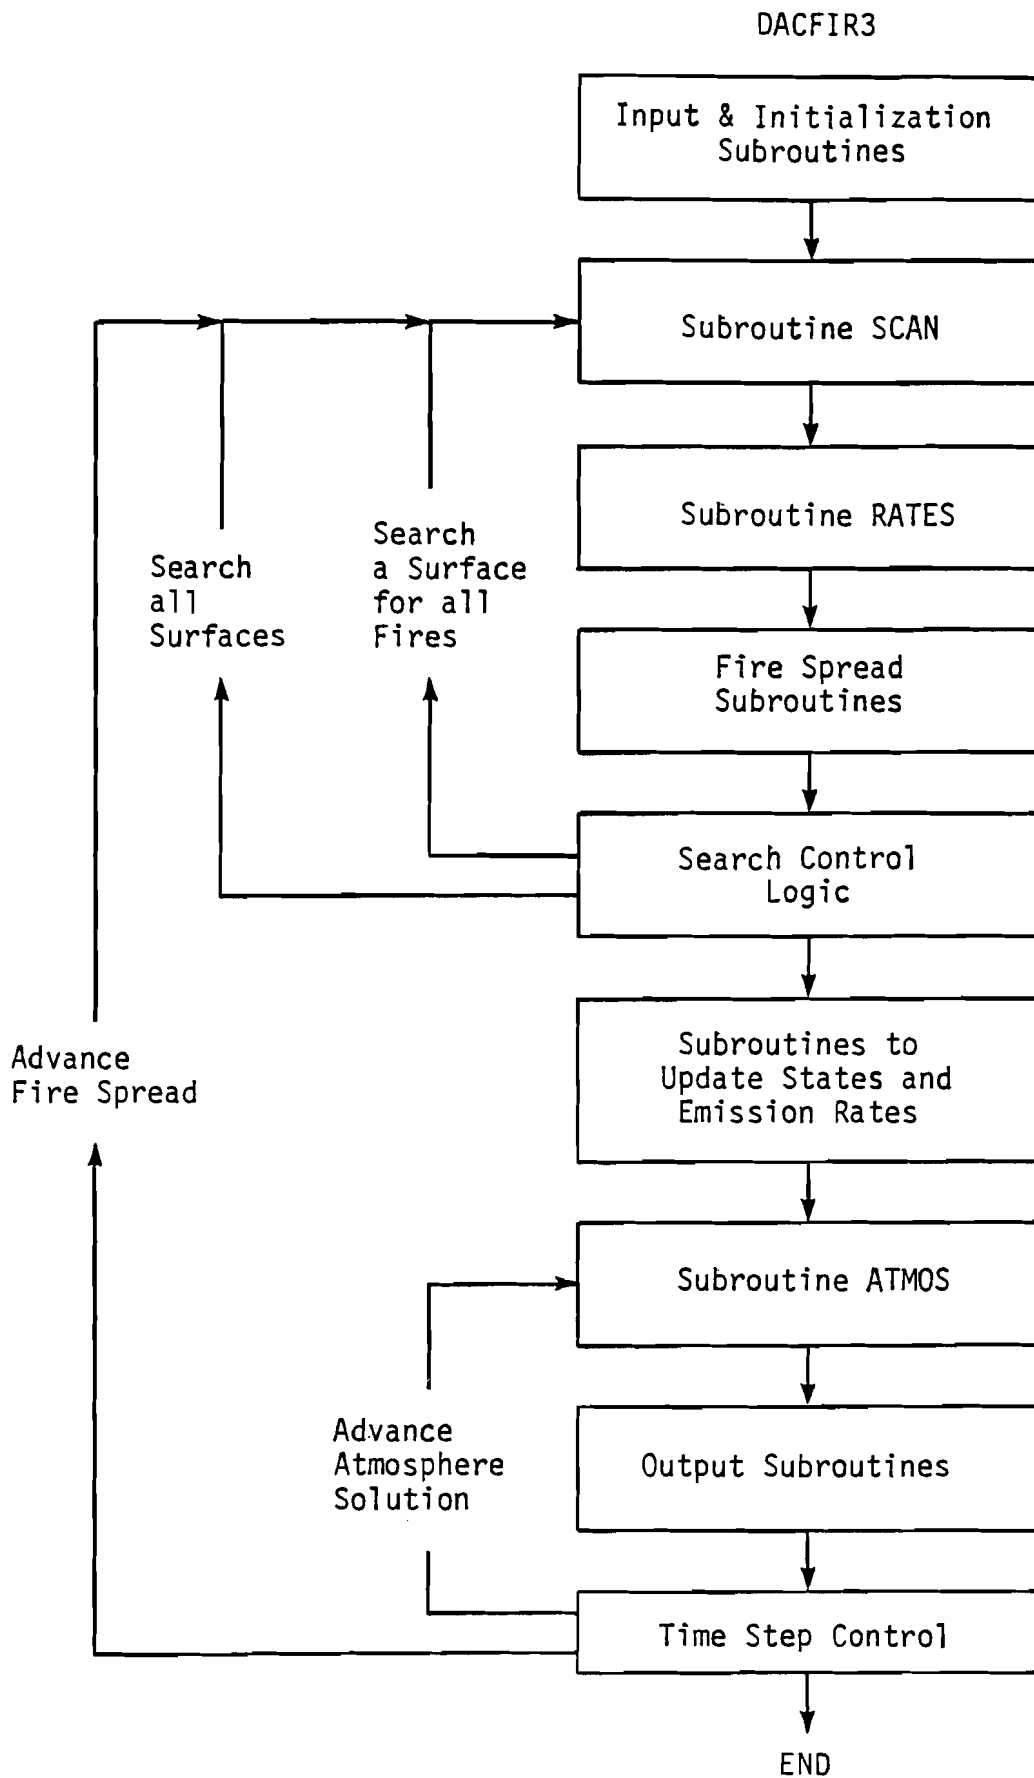 DACFIR3
Input & Initialization
Subroutines
Subroutine SCAN
Subroutine RATES
Search
all
Surfaces
Search
a Surface
for all
Fires
Fire Spread
Subroutines
Search Control
Logic
Advance
Fire Spread
Subroutines to
Update States and
Emission Rates
Subroutine ATMOS
Advance
Atmosphere
Solution
Output Subroutines
Time Step Control
END